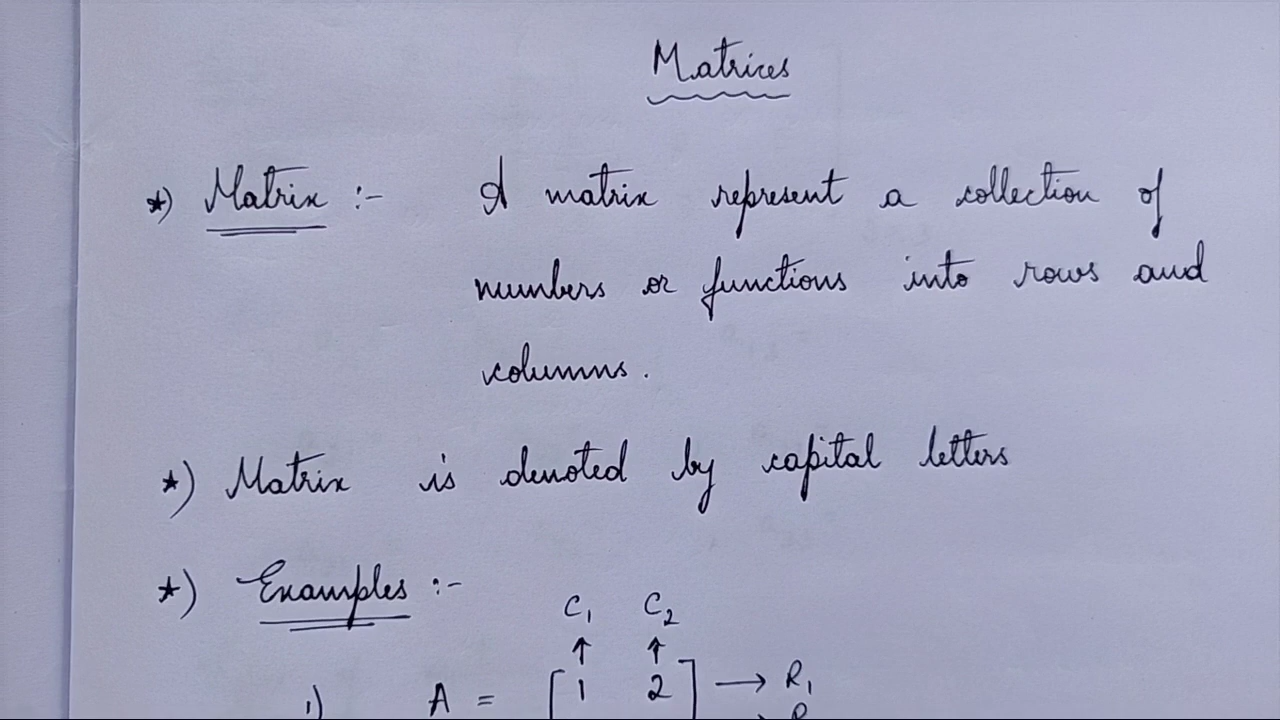 Matrices
*) Matrix :- A matrix represent a collection of
numbers or functions into rows and
columns.
*) Matrix is denoted by capital letters
*) Examples :-
C₁ C₂
↑ ↑
1) A = [ 1 2 ] → R₁